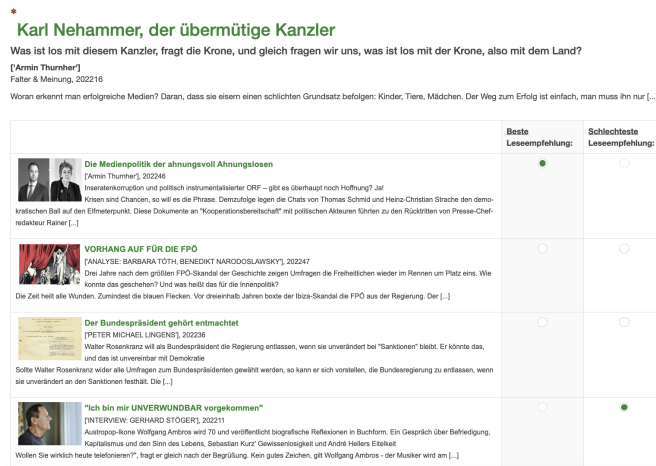 *
Karl Nehammer, der übermütige Kanzler
Was ist los mit diesem Kanzler, fragt die Krone, und gleich fragen wir uns, was ist los mit der Krone, also mit dem Land?
['Armin Thurnher']
Falter & Meinung, 202216
Woran erkennt man erfolgreiche Medien? Daran, dass sie eisern einen schlichten Grundsatz befolgen: Kinder, Tiere, Mädchen. Der Weg zum Erfolg ist einfach, man muss ihn nur [...]
Beste Leseempfehlung:
Schlechteste Leseempfehlung:
Die Medienpolitik der ahnungsvoll Ahnungslosen
['Armin Thurnher'], 202246
Inseratenkorruption und politisch instrumentalisierter ORF – gibt es überhaupt noch Hoffnung? Ja!
Krisen sind Chancen, so will es die Phrase. Demzufolge legen die Chats von Thomas Schmid und Heinz-Christian Strache den demo-
kratischen Ball auf den Elfmeterpunkt. Diese Dokumente an "Kooperationsbereitschaft" mit politischen Akteuren führten zu den Rücktritten von Presse-Chef-
redakteur Rainer [...]
VORHANG AUF FÜR DIE FPÖ
['ANALYSE: BARBARA TÓTH, BENEDIKT NARODOSLAWSKY'], 202247
Drei Jahre nach dem größten FPÖ-Skandal der Geschichte zeigen Umfragen die Freiheitlichen wieder im Rennen um Platz eins. Wie
konnte das geschehen? Und was heißt das für die Innenpolitik?
Die Zeit heilt alle Wunden. Zumindest die blauen Flecken. Vor dreieinhalb Jahren boxte der Ibiza-Skandal die FPÖ aus der Regierung. Der [...]
Der Bundespräsident gehört entmachtet
['PETER MICHAEL LINGENS'], 202236
Walter Rosenkranz will als Bundespräsident die Regierung entlassen, wenn sie unverändert bei "Sanktionen" bleibt. Er könnte das,
und das ist unvereinbar mit Demokratie
Sollte Walter Rosenkranz wider alle Umfragen zum Bundespräsidenten gewählt werden, so kann er sich vorstellen, die Bundesregierung zu entlassen, wenn
sie unverändert an den Sanktionen festhält. Die [...]
"Ich bin mir UNVERWUNDBAR vorgekommen"
['INTERVIEW: GERHARD STÖGER'], 202211
Austropop-Ikone Wolfgang Ambros wird 70 und veröffentlicht biografische Reflexionen in Buchform. Ein Gespräch über Befriedigung,
Kapitalismus und den Sinn des Lebens, Sebastian Kurz' Gewissenlosigkeit und André Hellers Eitelkeit
Wollen Sie wirklich heute telefonieren?", fragt er gleich nach der Begrüßung. Kein gutes Zeichen, gilt Wolfgang Ambros - der Musiker wird am [...]